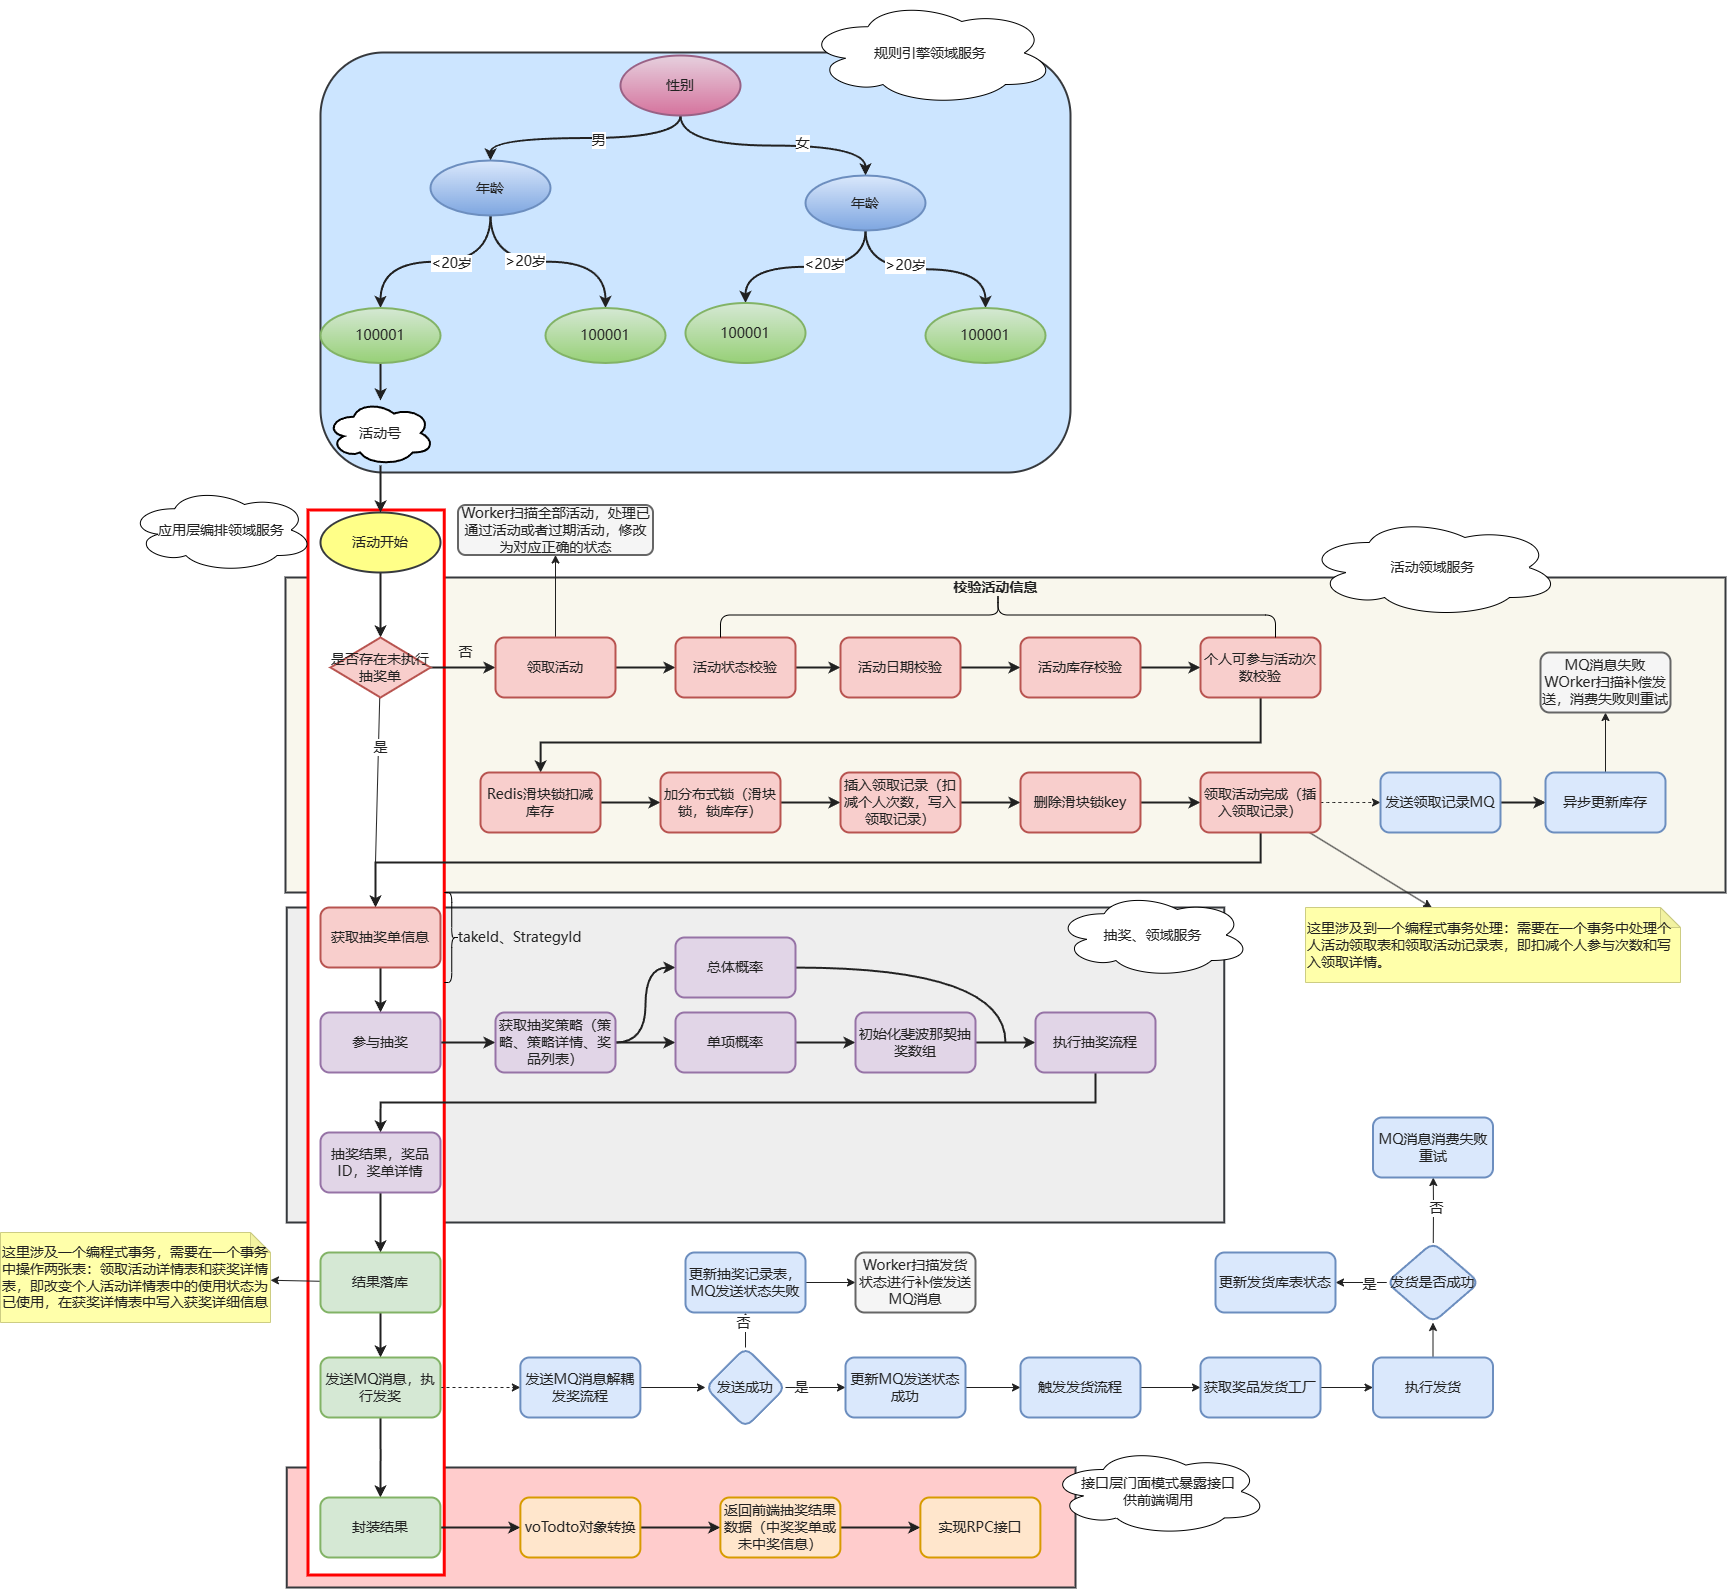 规则引擎领域服务
性别
男
女
年龄
年龄
<20岁
>20岁
<20岁
>20岁
100001
100001
100001
100001
活动号
应用层编排领域服务
活动开始
Worker扫描全部活动，处理已
通过活动或者过期活动，修改
为对应正确的状态
活动领域服务
校验活动信息
是否存在未执行
抽奖单
否
领取活动
活动状态校验
活动日期校验
活动库存校验
个人可参与活动次
数校验
MQ消息失败
WOrker扫描补偿发
送，消费失败则重试
是
Redis滑块锁扣减
库存
加分布式锁（滑块
锁，锁库存）
插入领取记录（扣
减个人次数，写入
领取记录）
删除滑块锁key
领取活动完成（插
入领取记录）
发送领取记录MQ
异步更新库存
获取抽奖单信息
takeId、StrategyId
抽奖、领域服务
这里涉及到一个编程式事务处理：需要在一个事务中处理个
人活动领取表和领取活动记录表，即扣减个人参与次数和写
入领取详情。
总体概率
参与抽奖
获取抽奖策略（策
略、策略详情、奖
品列表）
单项概率
初始化斐波那契抽
奖数组
执行抽奖流程
抽奖结果，奖品
ID，奖单详情
MQ消息消费失败
重试
否
这里涉及一个编程式事务，需要在一个事务
中操作两张表：领取活动详情表和获奖详情
表，即改变个人活动详情表中的使用状态为
已使用，在获奖详情表中写入获奖详细信息
结果落库
更新抽奖记录表，
MQ发送状态失败
Worker扫描发货
状态进行补偿发送
MQ消息
更新发货库表状态
是
发货是否成功
否
发送MQ消息，执
行发奖
发送MQ消息解耦
发奖流程
发送成功
是
更新MQ发送状态
成功
触发发货流程
获取奖品发货工厂
执行发货
接口层门面模式暴露接口
供前端调用
封装结果
voTodto对象转换
返回前端抽奖结果
数据（中奖奖单或
未中奖信息）
实现RPC接口